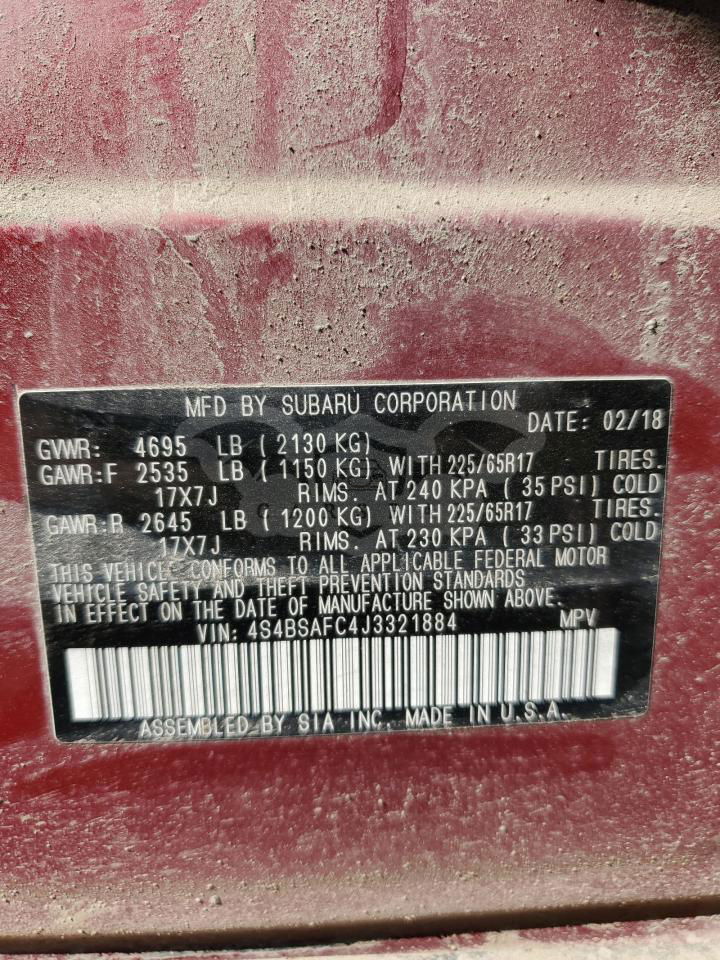 MFD BY SUBARU CORPORATION
DATE: 02/18
GVWR: 4695 LB ( 2130 KG)
GAWR:F 2535 LB ( 1150 KG) WITH 225/65R17 TIRES.
17X7J RIMS. AT 240 KPA ( 35 PSI) COLD
GAWR:R 2645 LB ( 1200 KG) WITH 225/65R17 TIRES.
17X7J RIMS. AT 230 KPA ( 33 PSI) COLD
THIS VEHICLE CONFORMS TO ALL APPLICABLE FEDERAL MOTOR
VEHICLE SAFETY AND THEFT PREVENTION STANDARDS
IN EFFECT ON THE DATE OF MANUFACTURE SHOWN ABOVE.
VIN: 4S4BSAFC4J3321884 MPV
ASSEMBLED BY SIA INC. MADE IN U.S.A.